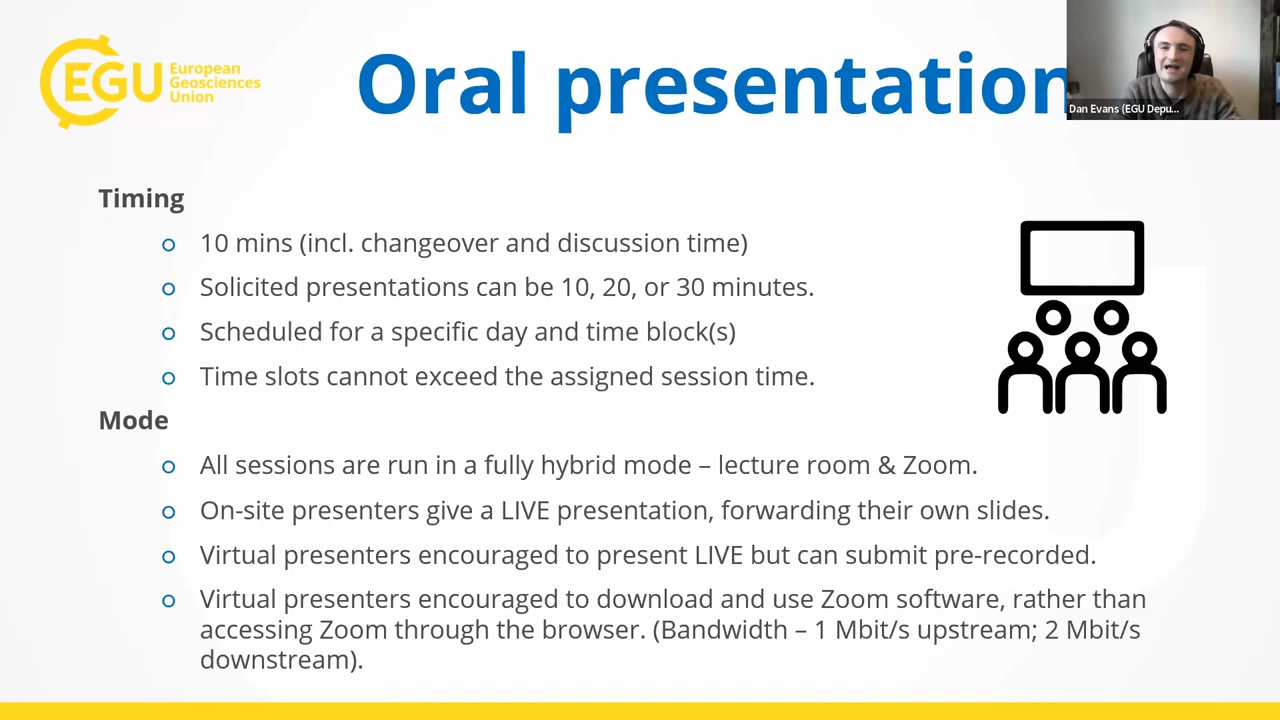 EGU
European
Geosciences
Union
Oral presentation
Dan Evans (EGU Depu...
Timing
10 mins (incl. changeover and discussion time)
Solicited presentations can be 10, 20, or 30 minutes.
Scheduled for a specific day and time block(s)
Time slots cannot exceed the assigned session time.
Mode
All sessions are run in a fully hybrid mode – lecture room & Zoom.
On-site presenters give a LIVE presentation, forwarding their own slides.
Virtual presenters encouraged to present LIVE but can submit pre-recorded.
Virtual presenters encouraged to download and use Zoom software, rather than
accessing Zoom through the browser. (Bandwidth – 1 Mbit/s upstream; 2 Mbit/s
downstream).